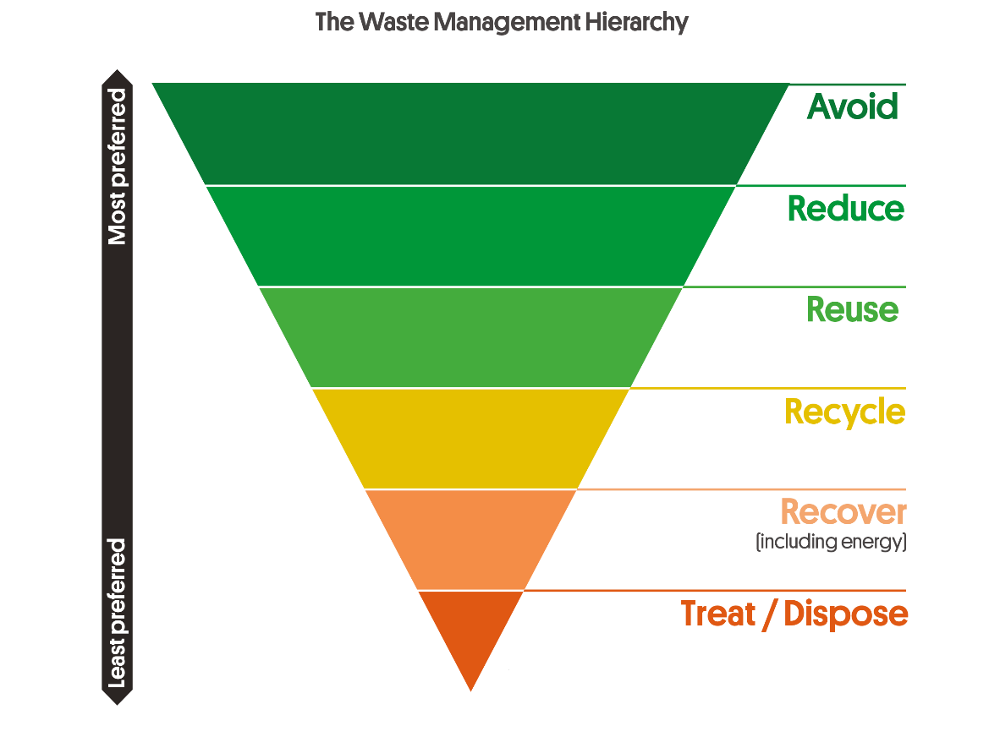 The Waste Management Hierarchy
Most preferred
Least preferred
Avoid
Reduce
Reuse
Recycle
Recover
(including energy)
Treat / Dispose